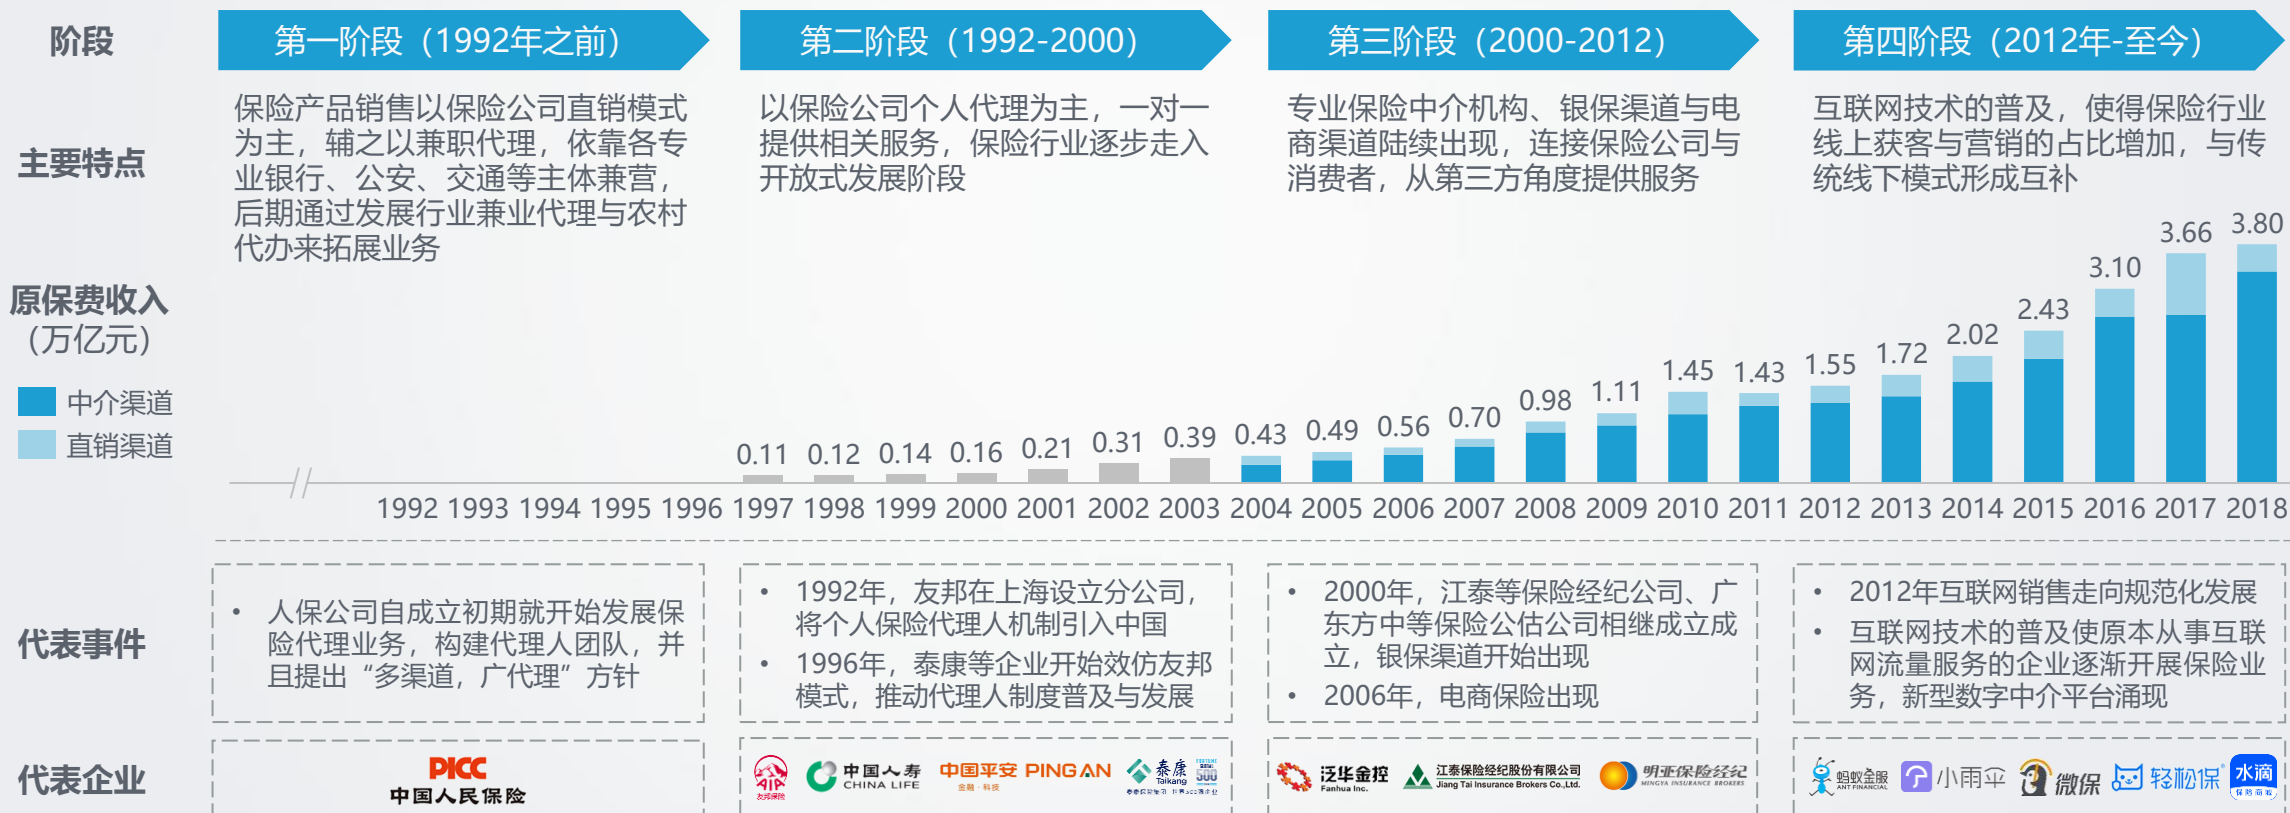 阶段
第一阶段（1992年之前）
第二阶段（1992-2000）
第三阶段（2000-2012）
第四阶段（2012年-至今）
主要特点
保险产品销售以保险公司直销模式
为主，辅之以兼职代理，依靠各专
业银行、公安、交通等主体兼营，
后期通过发展行业兼业代理与农村
代办来拓展业务
以保险公司个人代理为主，一对一
提供相关服务，保险行业逐步走入
开放式发展阶段
专业保险中介机构、银保渠道与电
商渠道陆续出现，连接保险公司与
消费者，从第三方角度提供服务
互联网技术的普及，使得保险行业
线上获客与营销的占比增加，与传
统线下模式形成互补
原保费收入
（万亿元）
中介渠道
直销渠道
0.11 0.12 0.14 0.16 0.21 0.31 0.39 0.43 0.49 0.56 0.70 0.98 1.11 1.45 1.43 1.55 1.72 2.02 2.43 3.10 3.66 3.80
1992 1993 1994 1995 1996 1997 1998 1999 2000 2001 2002 2003 2004 2005 2006 2007 2008 2009 2010 2011 2012 2013 2014 2015 2016 2017 2018
代表事件
• 人保公司自成立初期就开始发展保
险代理业务，构建代理人团队，并
且提出“多渠道，广代理”方针
• 1992年，友邦在上海设立分公司，
将个人保险代理人机制引入中国
• 1996年，泰康等企业开始效仿友邦
模式，推动代理人制度普及与发展
• 2000年，江泰等保险经纪公司、广
东方中等保险公估公司相继成立成
立，银保渠道开始出现
• 2006年，电商保险出现
• 2012年互联网销售走向规范化发展
• 互联网技术的普及使原本从事互联
网流量服务的企业逐渐开展保险业
务，新型数字中介平台涌现
代表企业
PICC
中国人民保险
AIA
友邦保险
中国人寿
CHINA LIFE
中国平安 PING AN
金融·科技
泰康
Taikang
FORTUNE
500
泛华金控
Fanhua Inc.
江泰保险经纪股份有限公司
Jiang Tai Insurance Brokers Co.,Ltd.
明亚保险经纪
MINGYA INSURANCE BROKERS
蚂蚁金服
ANT FINANCIAL
小雨伞
微保
轻松保
水滴
保险商城